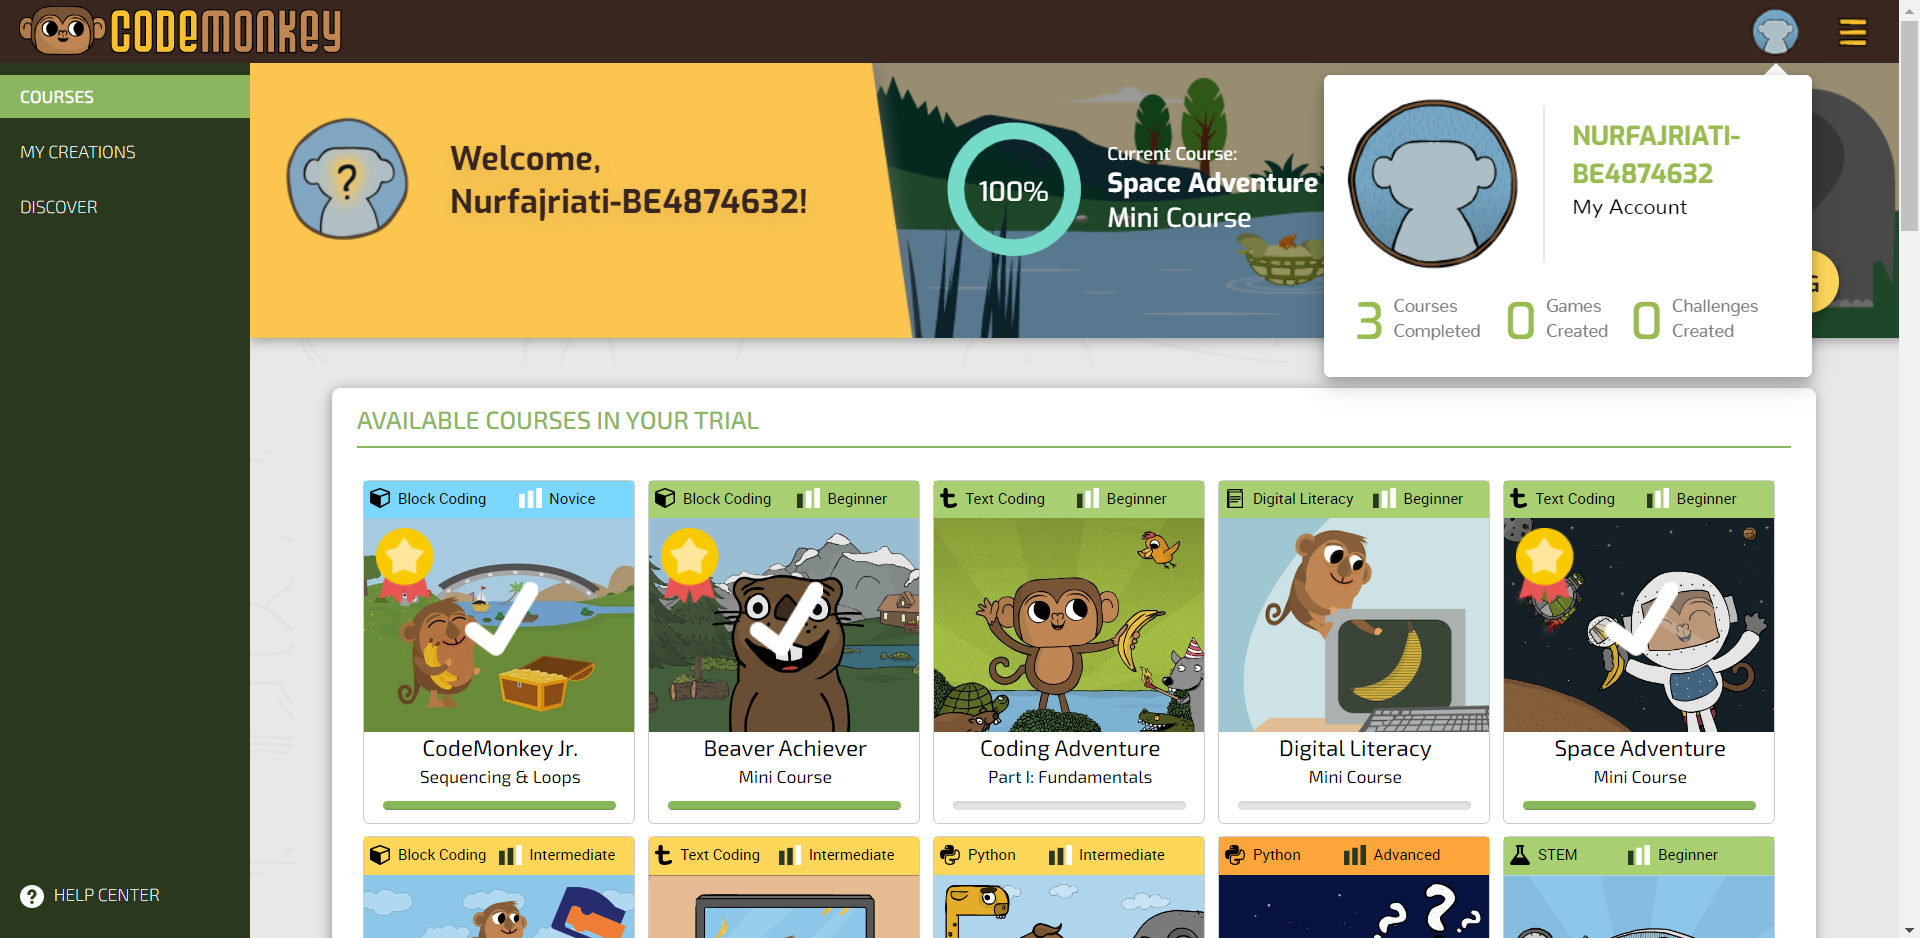 CODEMONKEY
COURSES
MY CREATIONS
DISCOVER
HELP CENTER
?
Welcome,
Nurfajriati-BE4874632!
100%
Current Course:
Space Adventure
Mini Course
NURFAJRIATI-
BE4874632
My Account
3 Courses Completed
0 Games Created
0 Challenges Created
AVAILABLE COURSES IN YOUR TRIAL
Block Coding Novice
CodeMonkey Jr.
Sequencing & Loops
Block Coding Beginner
Beaver Achiever
Mini Course
Text Coding Beginner
Coding Adventure
Part I: Fundamentals
Digital Literacy Beginner
Digital Literacy
Mini Course
Text Coding Beginner
Space Adventure
Mini Course
Block Coding Intermediate
Text Coding Intermediate
Python Intermediate
Python Advanced
? ? ?
STEM Beginner